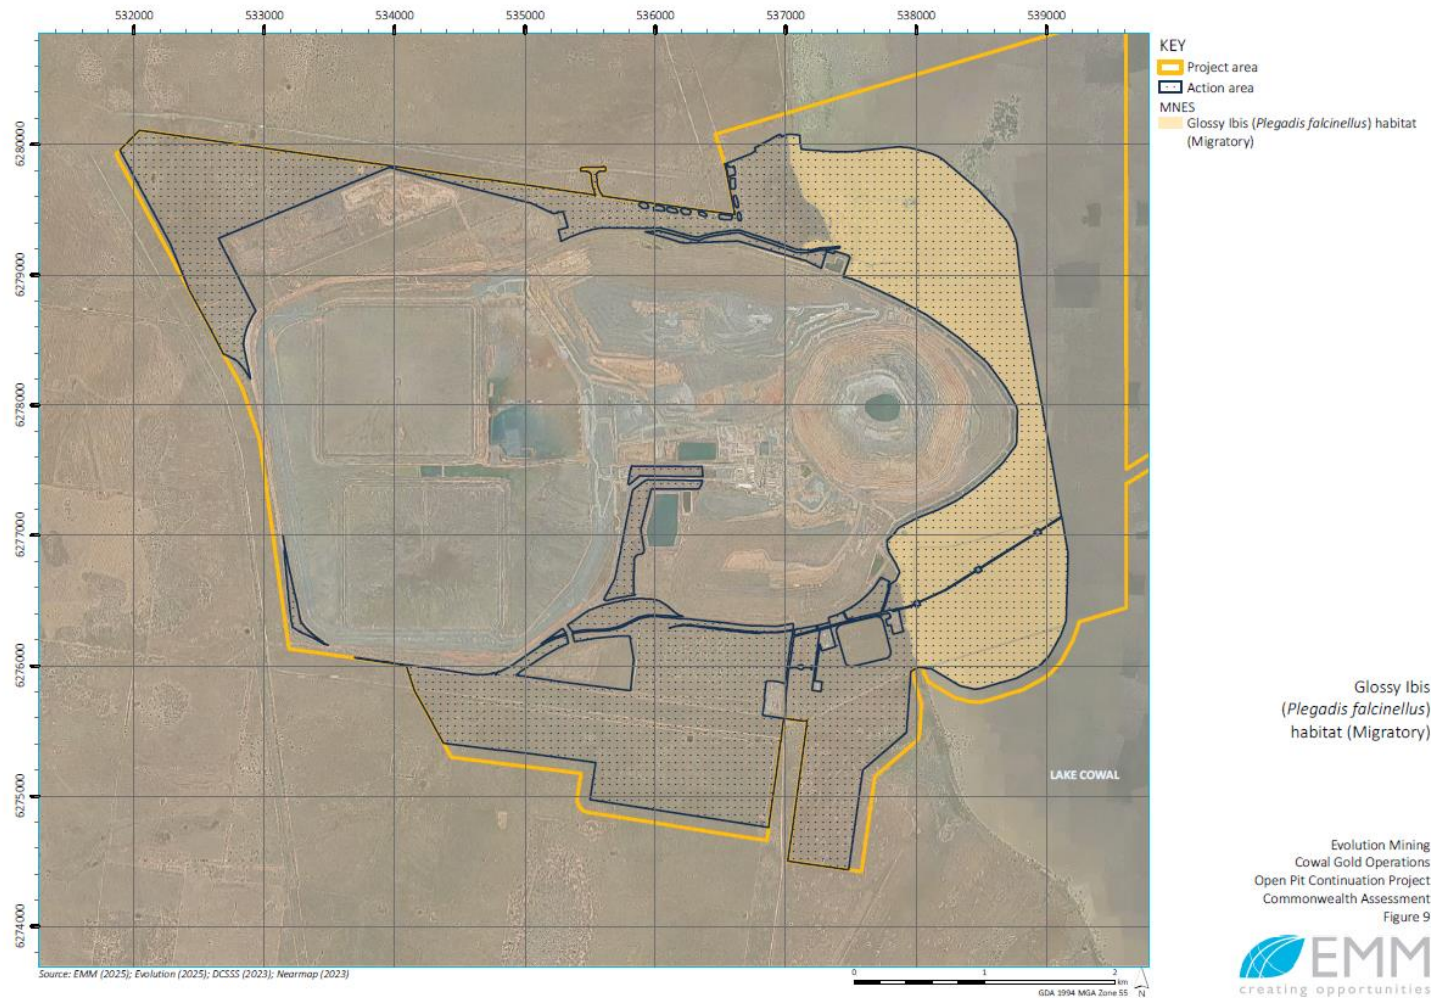 532000 533000 534000 535000 536000 537000 538000 539000
6280000
6279000
6278000
6277000
6276000
6275000
6274000
LAKE COWAL
KEY
Project area
Action area
MNES
Glossy Ibis (Plegadis falcinellus) habitat
(Migratory)
Glossy Ibis
(Plegadis falcinellus)
habitat (Migratory)
Evolution Mining
Cowal Gold Operations
Open Pit Continuation Project
Commonwealth Assessment
Figure 9
EMM
creating opportunities
Source: EMM (2025); Evolution (2025); DCSSS (2023); Nearmap (2023)
0 1 2
km
GDA 1994 MGA Zone 55 N